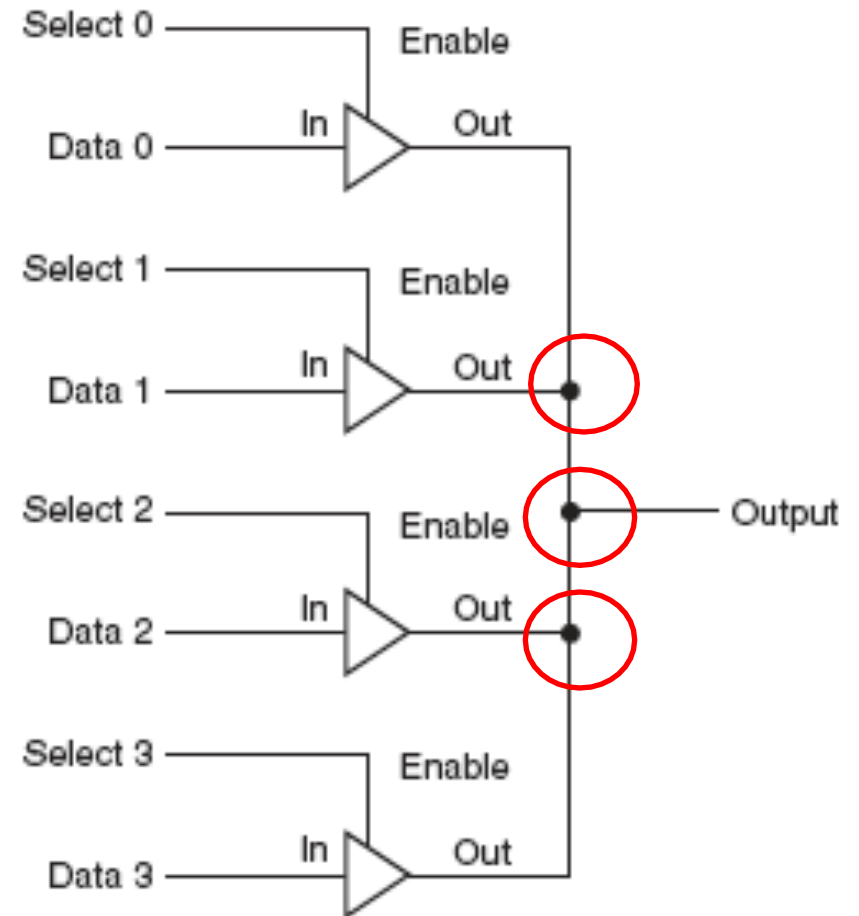 Select 0
Enable
In
Out
Data 0
Select 1
Enable
In
Out
Data 1
Select 2
Enable
Output
In
Out
Data 2
Select 3
Enable
In
Out
Data 3